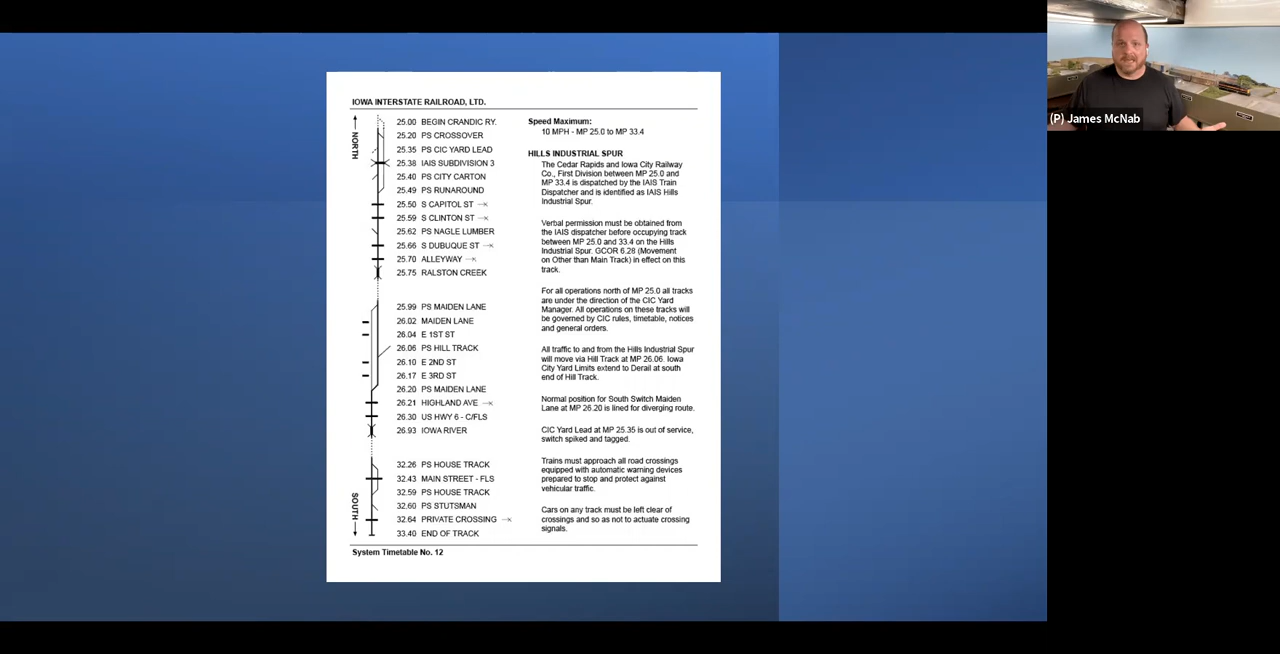 IOWA INTERSTATE RAILROAD, LTD.
NORTH
25.00 BEGIN CRANDIC RY.
25.20 PS CROSSOVER
25.35 PS CIC YARD LEAD
25.38 IAIS SUBDIVISION 3
25.40 PS CITY CARTON
25.49 PS RUNAROUND
25.50 S CAPITOL ST
25.59 S CLINTON ST
25.62 PS NAGLE LUMBER
25.66 S DUBUQUE ST
25.70 ALLEYWAY
25.75 RALSTON CREEK
25.99 PS MAIDEN LANE
26.02 MAIDEN LANE
26.04 E 1ST ST
26.06 PS HILL TRACK
26.10 E 2ND ST
26.17 E 3RD ST
26.20 PS MAIDEN LANE
26.21 HIGHLAND AVE
26.30 US HWY 6 - C/FLS
26.93 IOWA RIVER
32.26 PS HOUSE TRACK
32.43 MAIN STREET - FLS
32.59 PS HOUSE TRACK
32.60 PS STUTSMAN
32.64 PRIVATE CROSSING
33.40 END OF TRACK
SOUTH
Speed Maximum:
10 MPH - MP 25.0 to MP 33.4
HILLS INDUSTRIAL SPUR
The Cedar Rapids and Iowa City Railway
Co., First Division between MP 25.0 and
MP 33.4 is dispatched by the IAIS Train
Dispatcher and is identified as IAIS Hills
Industrial Spur.
Verbal permission must be obtained from
the IAIS dispatcher before occupying track
between MP 25.0 and 33.4 on the Hills
Industrial Spur. GCOR 6.28 (Movement
on Other than Main Track) in effect on this
track.
For all operations north of MP 25.0 all tracks
are under the direction of the CIC Yard
Manager. All operations on these tracks will
be governed by CIC rules, timetable, notices
and general orders.
All traffic to and from the Hills Industrial Spur
will move via Hill Track at MP 26.06. Iowa
City Yard Limits extend to Derail at south
end of Hill Track.
Normal position for South Switch Maiden
Lane at MP 26.20 is lined for diverging route.
CIC Yard Lead at MP 25.35 is out of service,
switch spiked and tagged.
Trains must approach all road crossings
equipped with automatic warning devices
prepared to stop and protect against
vehicular traffic.
Cars on any track must be left clear of
crossings and so as not to actuate crossing
signals.
System Timetable No. 12
(P) James McNab